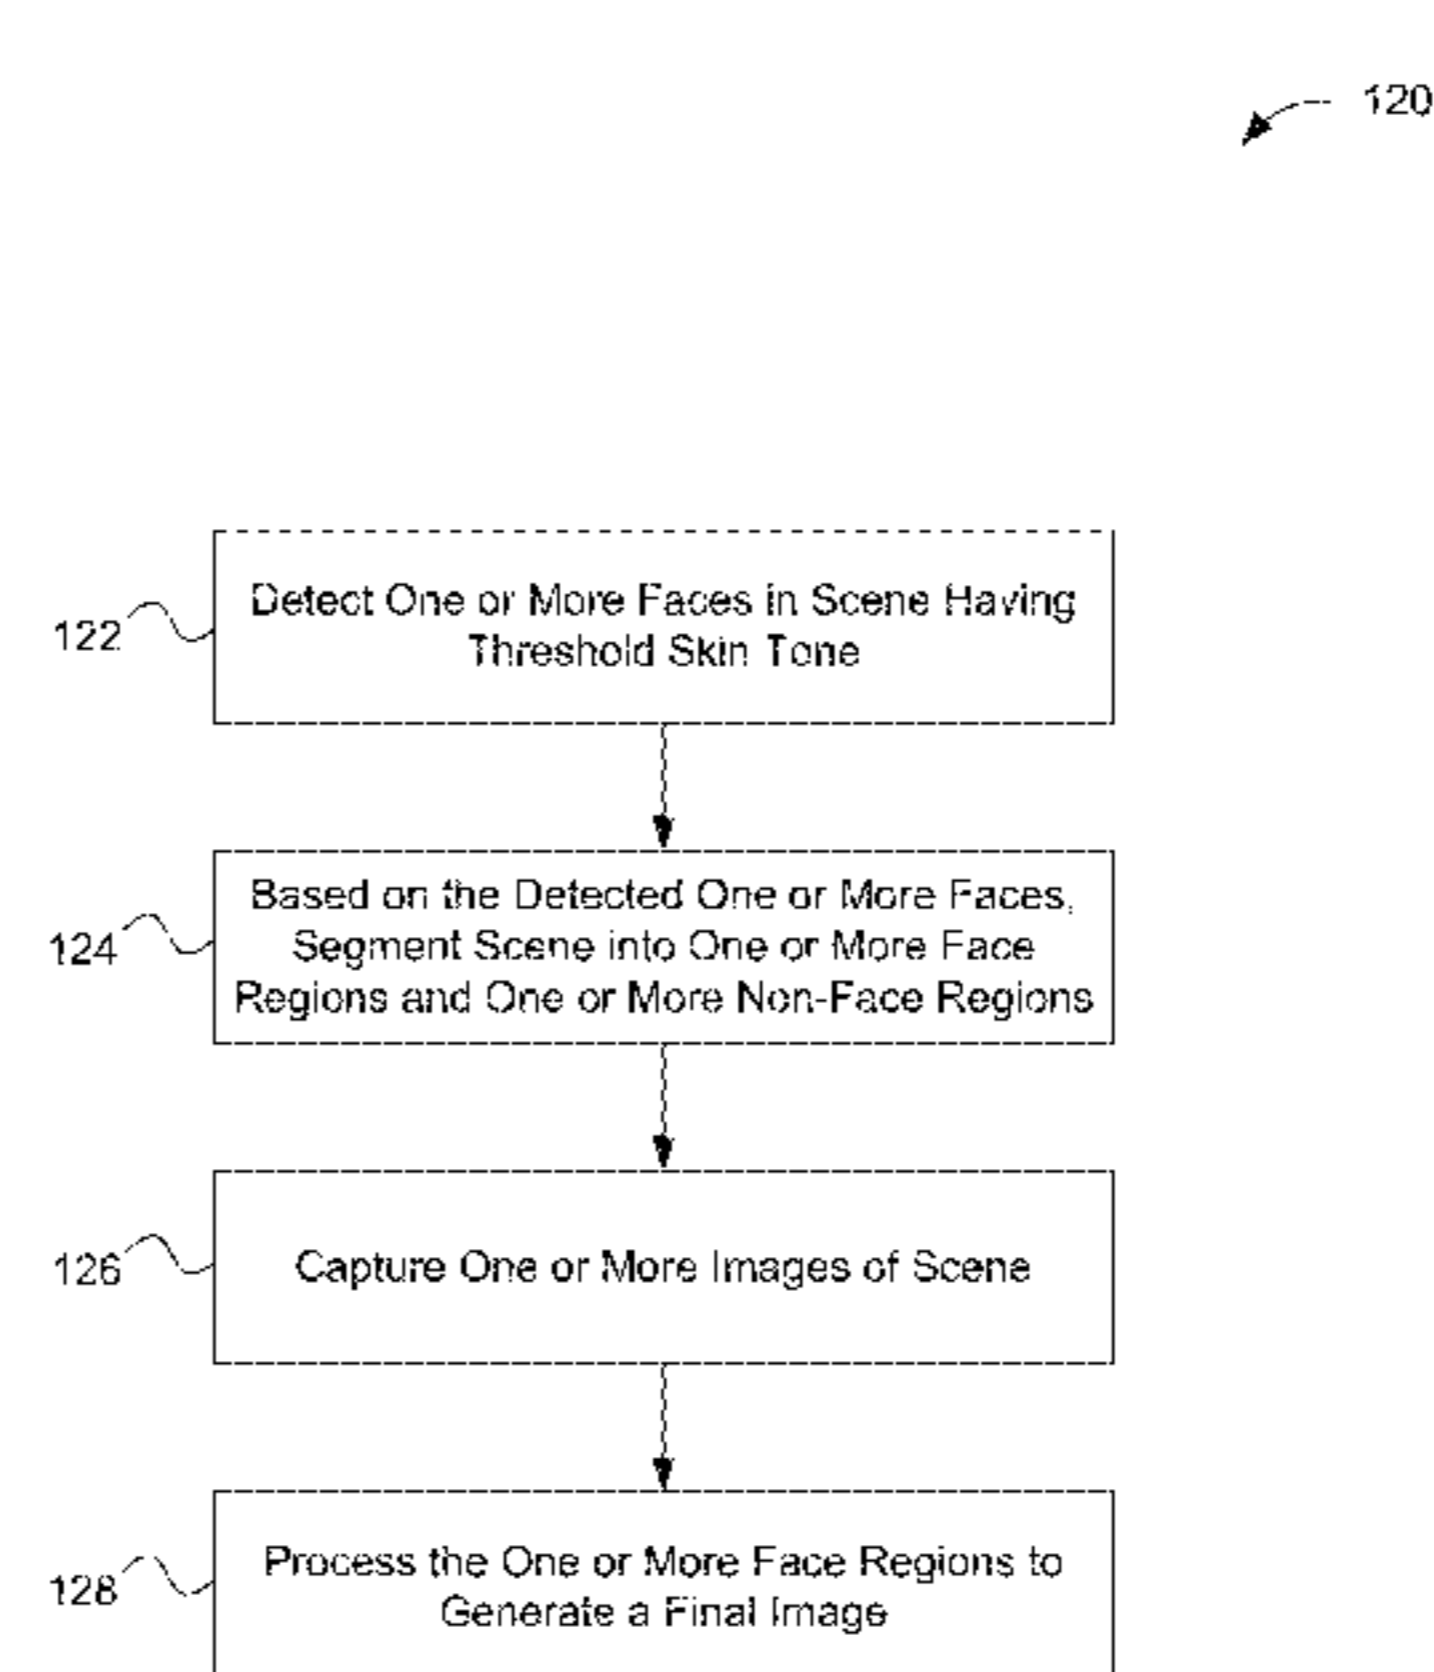 120
122
Detect One or More Faces in Scene Having
Threshold Skin Tone
124
Based on the Detected One or More Faces,
Segment Scene into One or More Face
Regions and One or More Non-Face Regions
126
Capture One or More Images of Scene
128
Process the One or More Face Regions to
Generate a Final Image